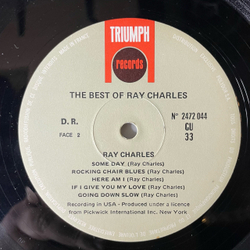 TRIUMPH
records
THE BEST OF RAY CHARLES
D. R.
FACE 2
N° 2472 044
GU
33
RAY CHARLES
SOME DAY (Ray Charles)
ROCKING CHAIR BLUES (Ray Charles)
HERE AM I (Ray Charles)
IF I GIVE YOU MY LOVE (Ray Charles)
GOING DOWN SLOW (Ray Charles)
Recording in USA - Produced under a licence
from Pickwick International Inc. New York